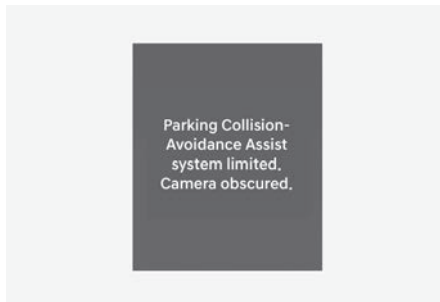 Parking Collision-
Avoidance Assist
system limited.
Camera obscured.